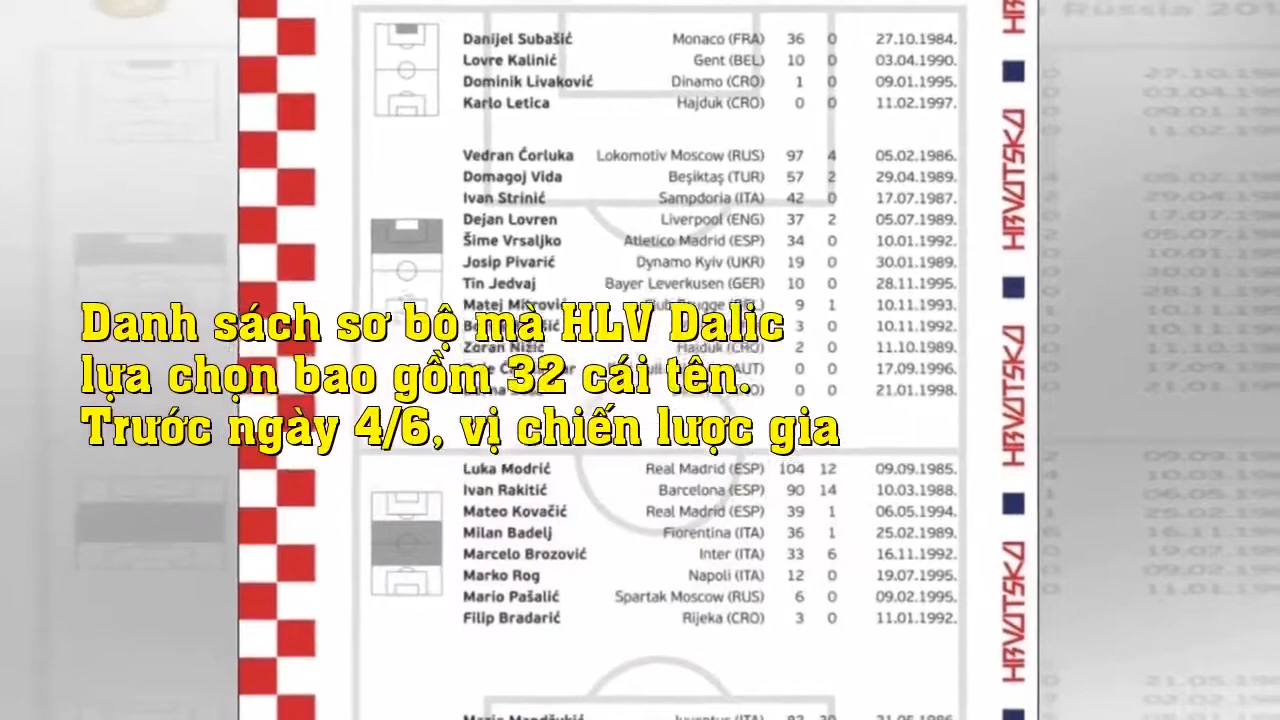 Russia 201
Danijel Subašić Monaco (FRA) 36 0 27.10.1984.
Lovre Kalinić Gent (BEL) 10 0 03.04.1990.
Dominik Livaković Dinamo (CRO) 1 0 09.01.1995.
Karlo Letica Hajduk (CRO) 0 0 11.02.1997.
Vedran Ćorluka Lokomotiv Moscow (RUS) 97 4 05.02.1986.
Domagoj Vida Beşiktaş (TUR) 57 2 29.04.1989.
Ivan Strinić Sampdoria (ITA) 42 0 17.07.1987.
Dejan Lovren Liverpool (ENG) 37 2 05.07.1989.
Šime Vrsaljko Atletico Madrid (ESP) 34 0 10.01.1992.
Josip Pivarić Dynamo Kyiv (UKR) 19 0 30.01.1989.
Tin Jedvaj Bayer Leverkusen (GER) 10 0 28.11.1995.
Matej 9 1 10.11.1993.
3 0 10.11.1992.
Zoran Nižić Hajduk (CRO) 2 0 11.10.1989.
0 0 17.09.1996.
0 0 21.01.1998.
Danh sách sơ bộ mà HLV Dalic
lựa chọn bao gồm 32 cái tên.
Trước ngày 4/6, vị chiến lược gia
Luka Modrić Real Madrid (ESP) 104 12 09.09.1985.
Ivan Rakitić Barcelona (ESP) 90 14 10.03.1988.
Mateo Kovačić Real Madrid (ESP) 39 1 06.05.1994.
Milan Badelj Fiorentina (ITA) 36 1 25.02.1989.
Marcelo Brozović Inter (ITA) 33 6 16.11.1992.
Marko Rog Napoli (ITA) 12 0 19.07.1995.
Mario Pašalić Spartak Moscow (RUS) 6 0 09.02.1995.
Filip Bradarić Rijeka (CRO) 3 0 11.01.1992.
HRVATSKA
HRVATSKA
HRVATSKA